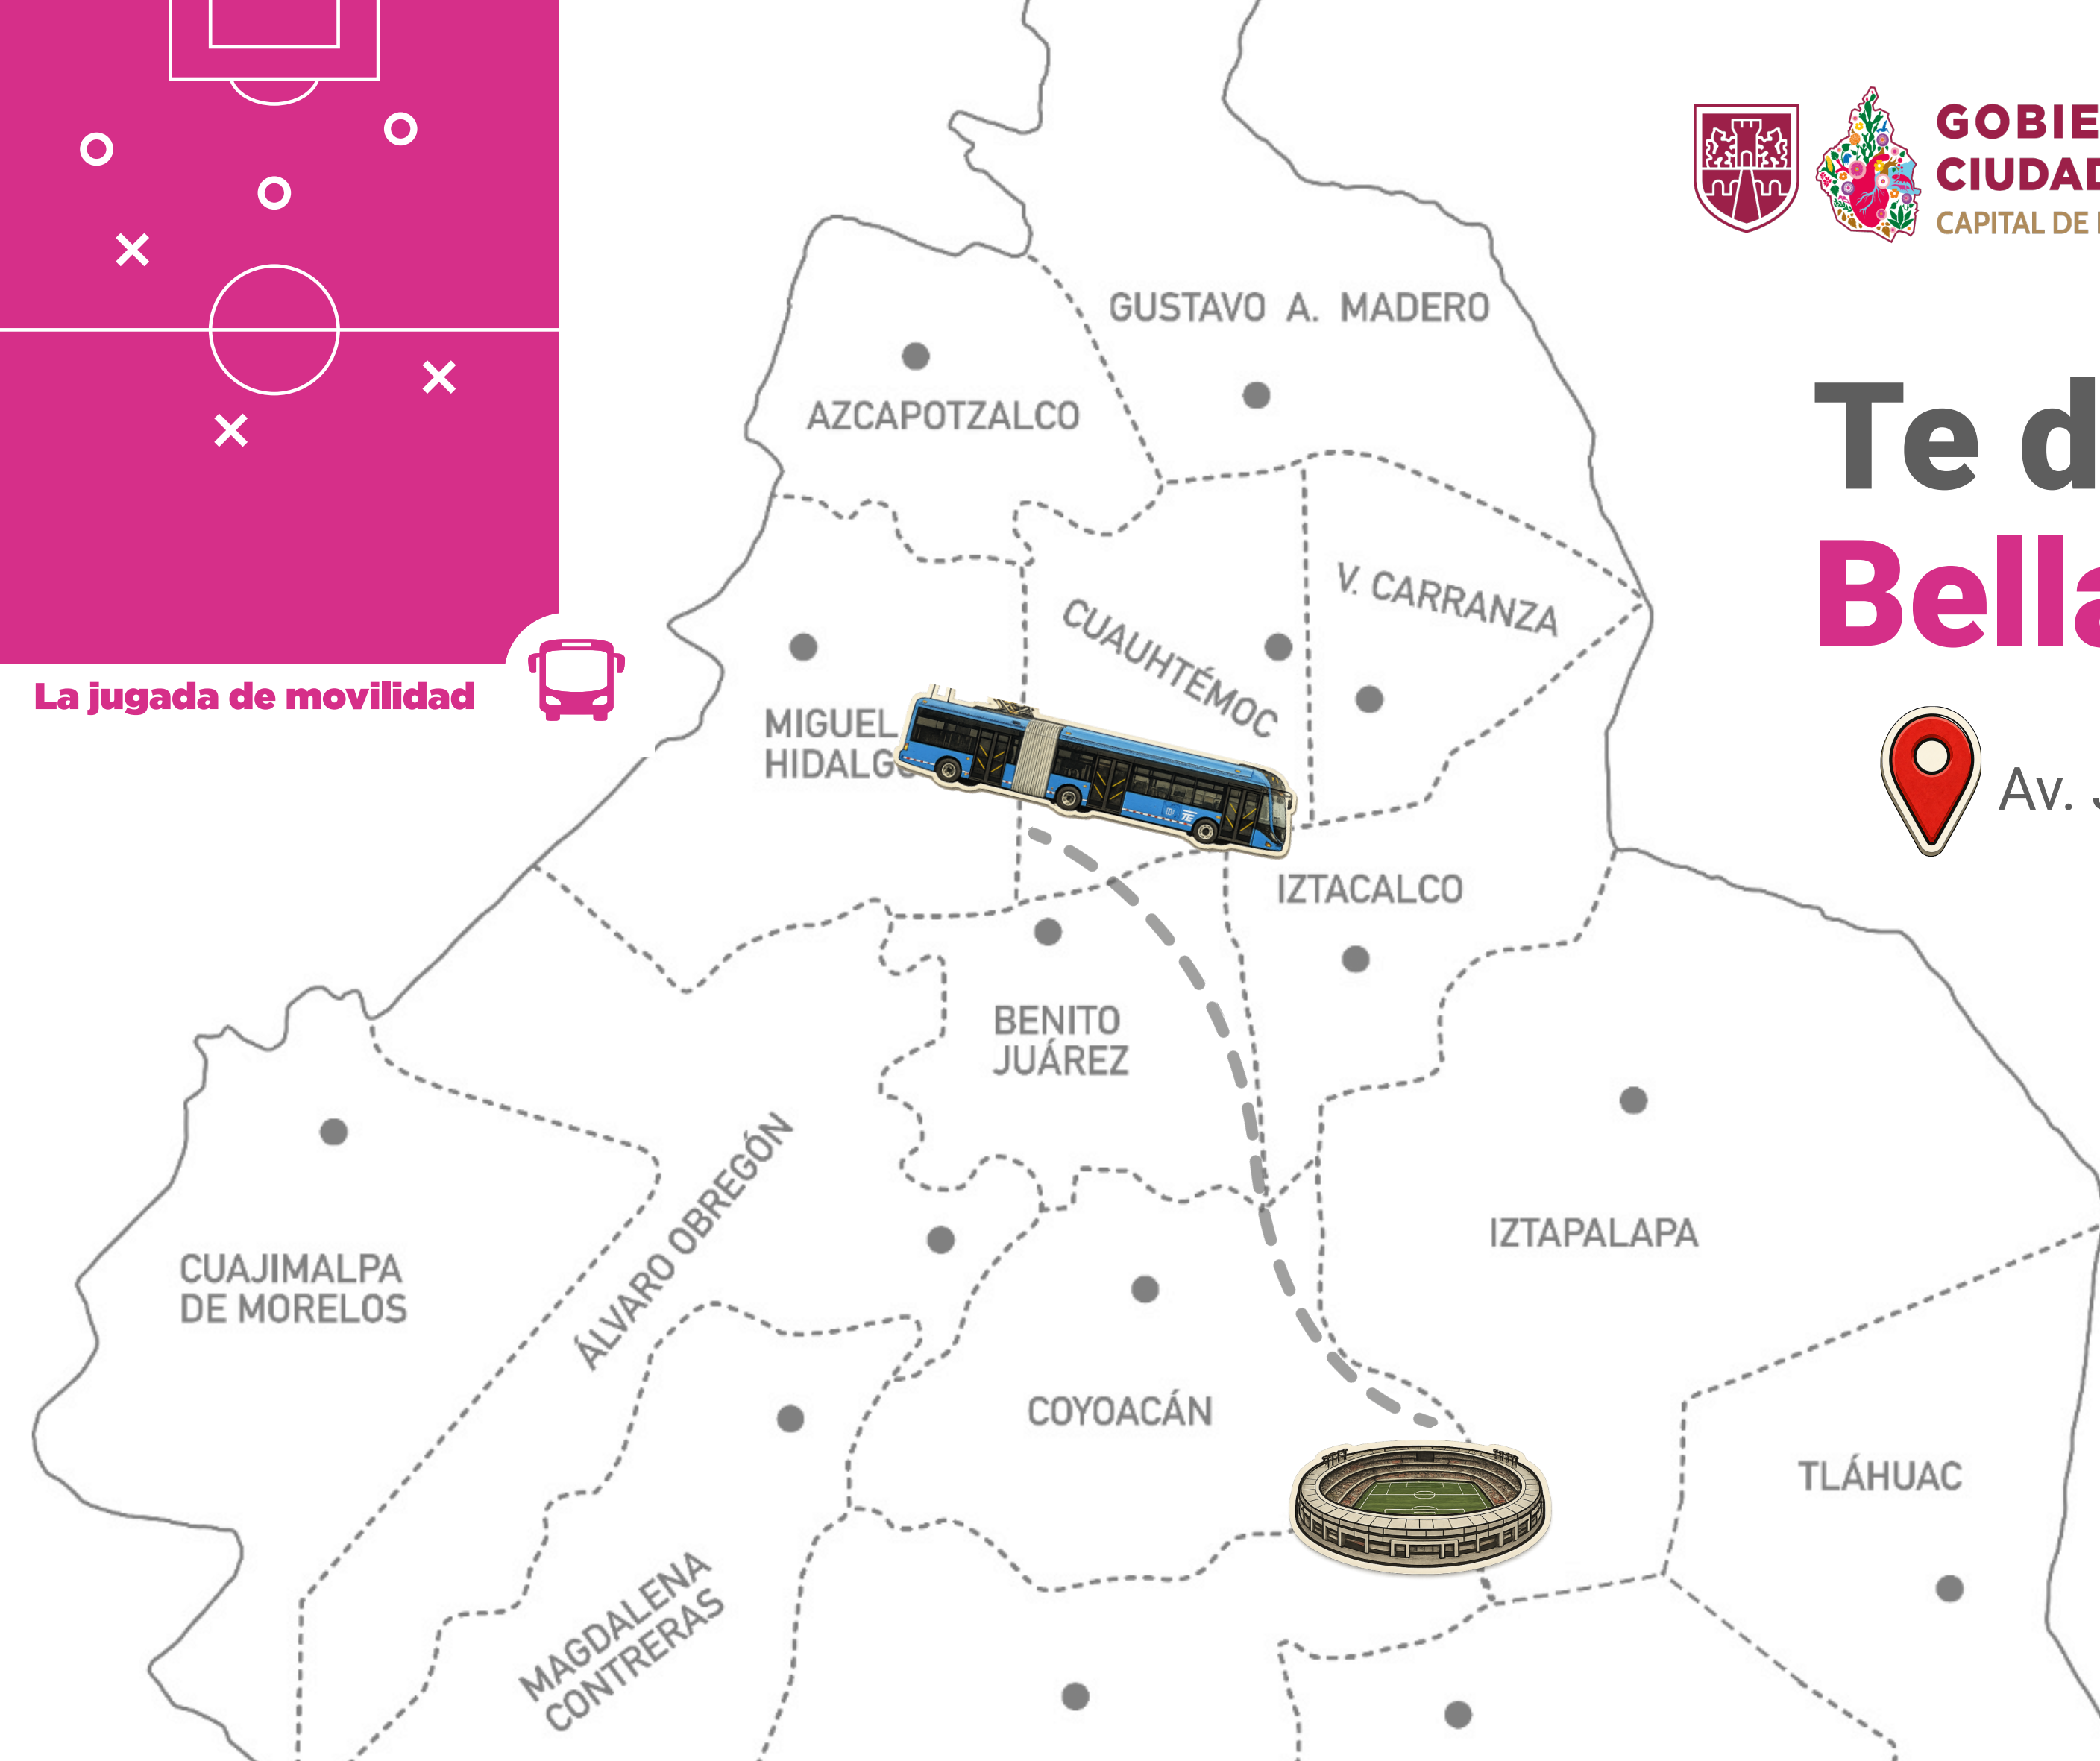 La jugada de movilidad
GOBIE
CIUDAD
CAPITAL DE
Te d
Bella
Av. J
GUSTAVO A. MADERO
AZCAPOTZALCO
V. CARRANZA
CUAUHTÉMOC
MIGUEL
HIDALGO
TE
IZTACALCO
BENITO
JUÁREZ
ÁLVARO OBREGÓN
IZTAPALAPA
CUAJIMALPA
DE MORELOS
COYOACÁN
TLÁHUAC
MAGDALENA
CONTRERAS